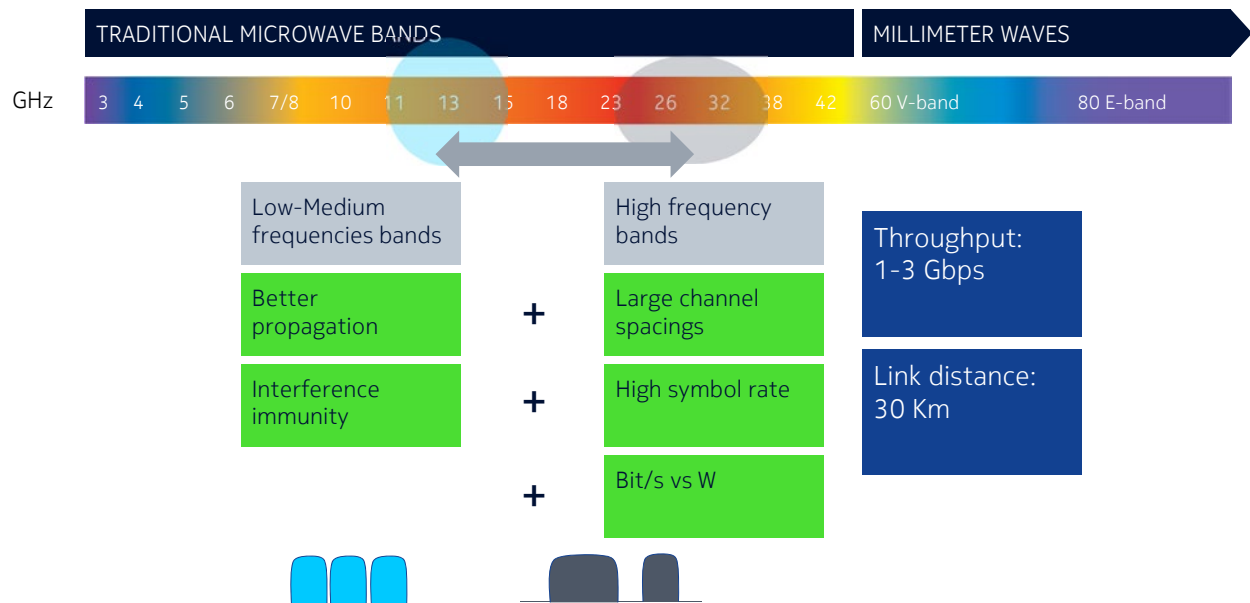 TRADITIONAL MICROWAVE BANDS MILLIMETER WAVES
GHz 3 4 5 6 7/8 10 11 13 15 18 23 26 32 38 42 60 V-band 80 E-band
Low-Medium
frequencies bands
High frequency
bands
Throughput:
1-3 Gbps
Better
propagation
+
Large channel
spacings
Link distance:
30 Km
Interference
immunity
+
High symbol rate
+
Bit/s vs W